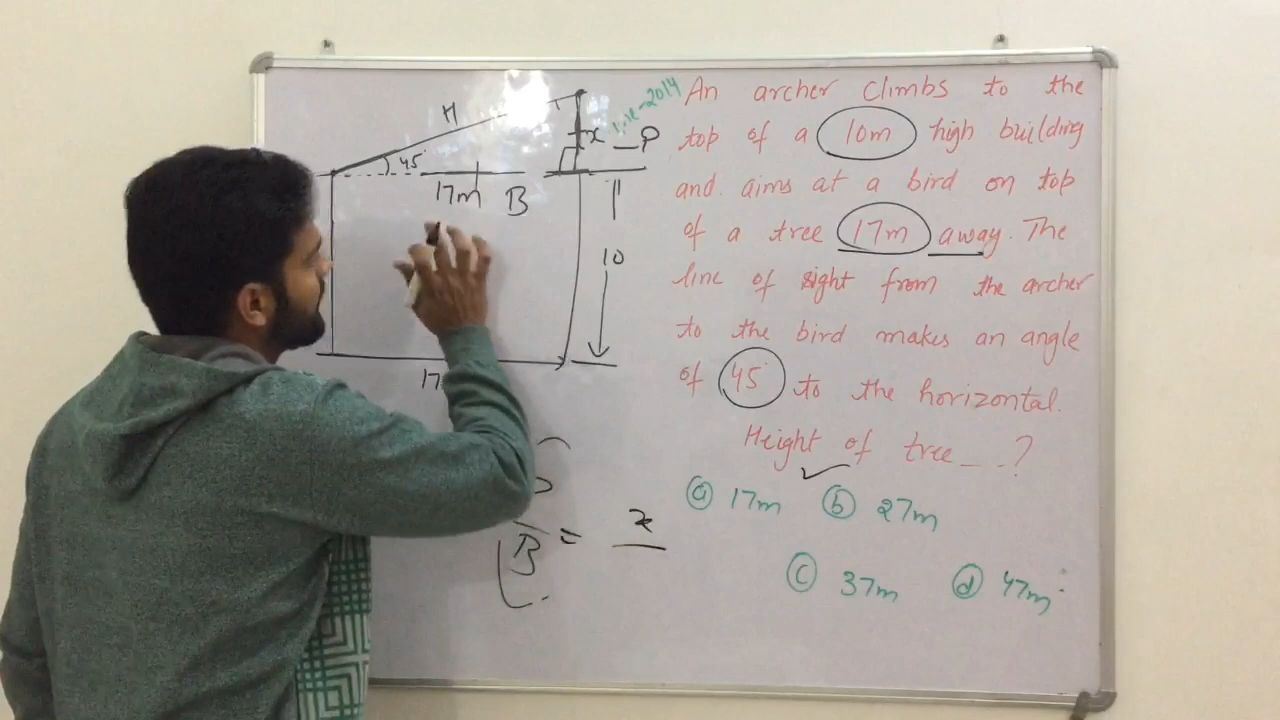 An archer climbs to the
top of a 10m high building
and aims at a bird on top
of a tree 17m away. The
line of sight from the archer
to the bird makes an angle
of 45° to the horizontal.
Height of tree _ _ . ?
ⓐ 17m ⓑ 27m
ⓒ 37m ⓓ 47m
H
45
17m B
x P
10
17
B = x